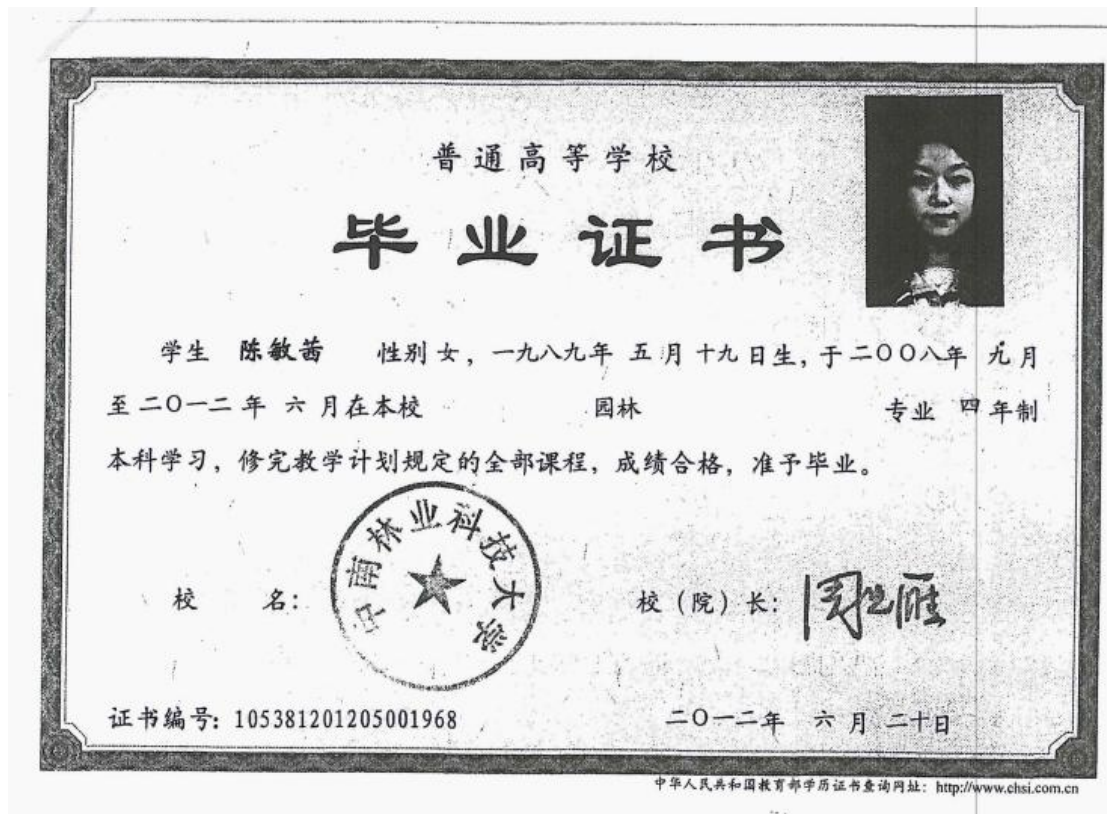 普通高等学校
毕业证书
学生 陈敏茜 性别 女，一九八九年 五月十九日生，于二〇〇八年 九月
至二〇一二年 六月在本校 园林 专业 四年制
本科学习，修完教学计划规定的全部课程，成绩合格，准予毕业。
中南林业科技大学
校 名： 校（院）长：
证书编号：105381201205001968 二〇一二年 六月二十日
中华人民共和国教育部学历证书查询网址：http://www.chsi.com.cn